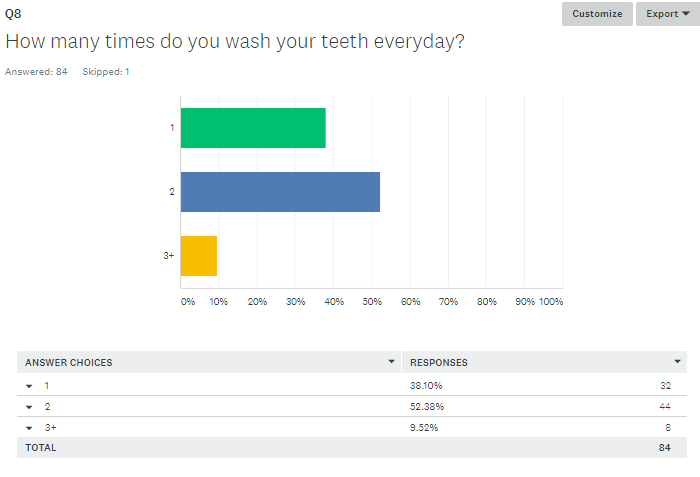 Q8
Customize
Export
How many times do you wash your teeth everyday?
Answered: 84 Skipped: 1
1
2
3+
0% 10% 20% 30% 40% 50% 60% 70% 80% 90% 100%
ANSWER CHOICES RESPONSES
1 38.10% 32
2 52.38% 44
3+ 9.52% 8
TOTAL 84